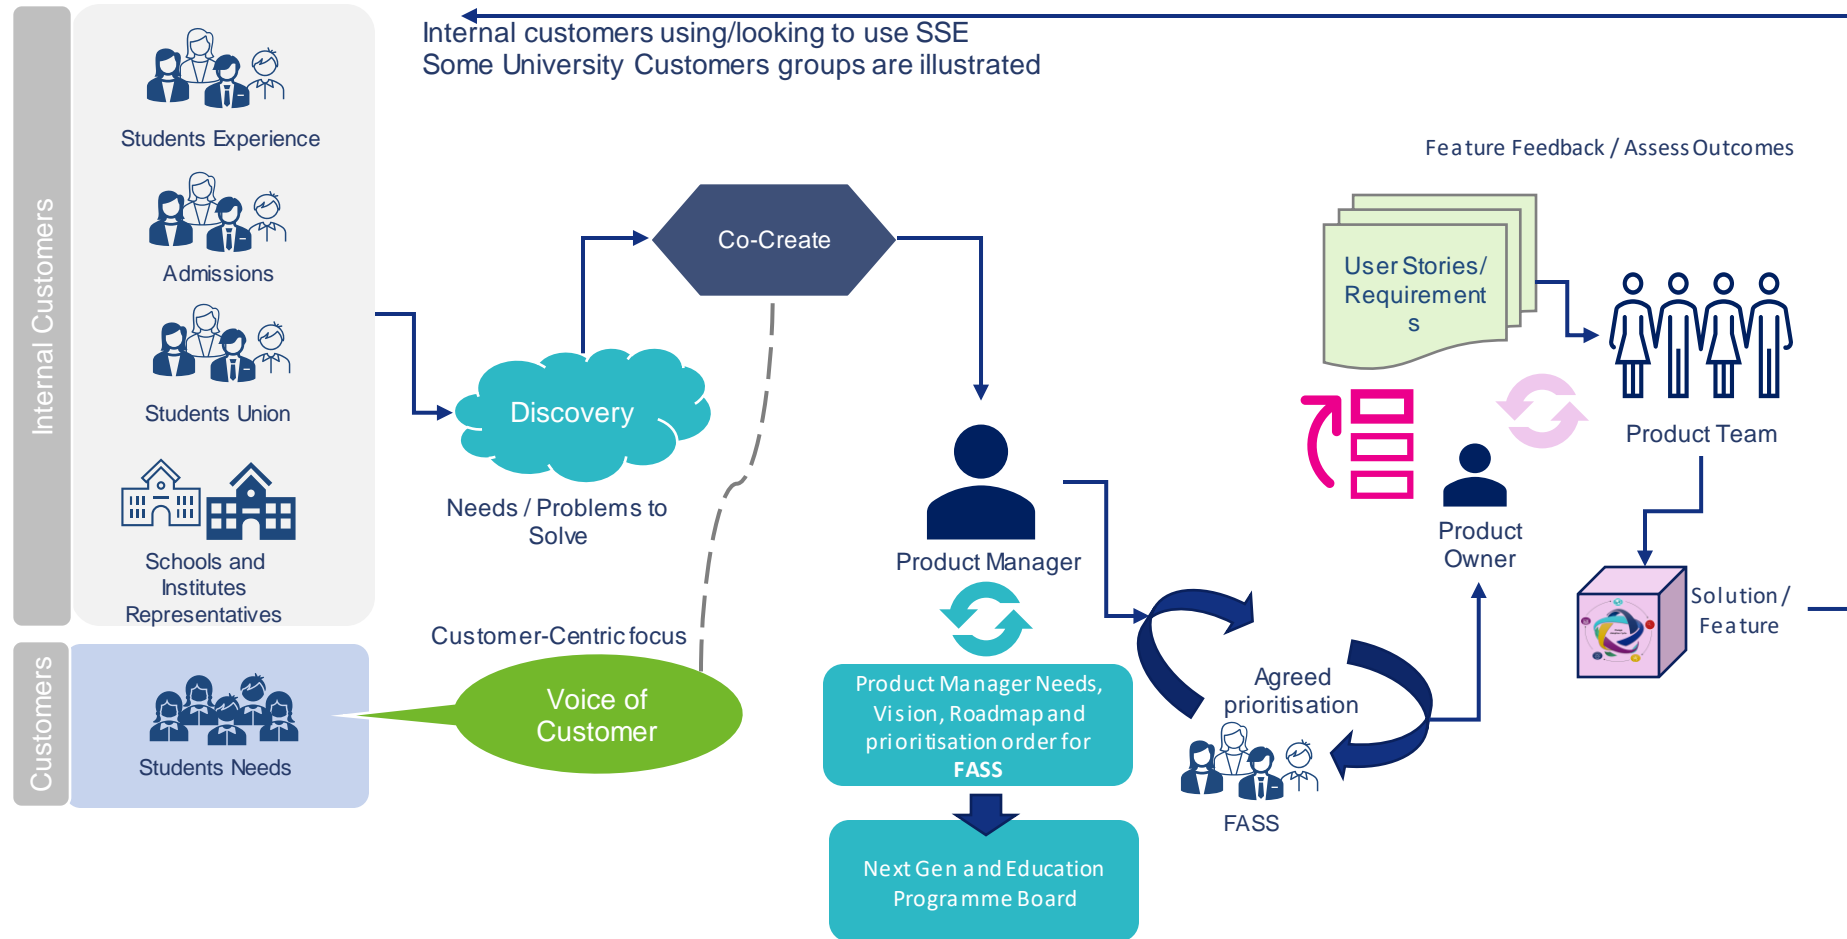 Internal customers using/looking to use SSE
Some University Customers groups are illustrated
Internal Customers
Students Experience
Admissions
Students Union
Schools and
Institutes
Representatives
Customers
Students Needs
Discovery
Needs / Problems to
Solve
Customer-Centric focus
Voice of
Customer
Co-Create
Product Manager
Product Manager Needs,
Vision, Roadmap and
prioritisation order for
FASS
Next Gen and Education
Programme Board
Agreed
prioritisation
FASS
Feature Feedback / Assess Outcomes
User Stories/
Requirement
s
Product Team
Product
Owner
Solution/
Feature